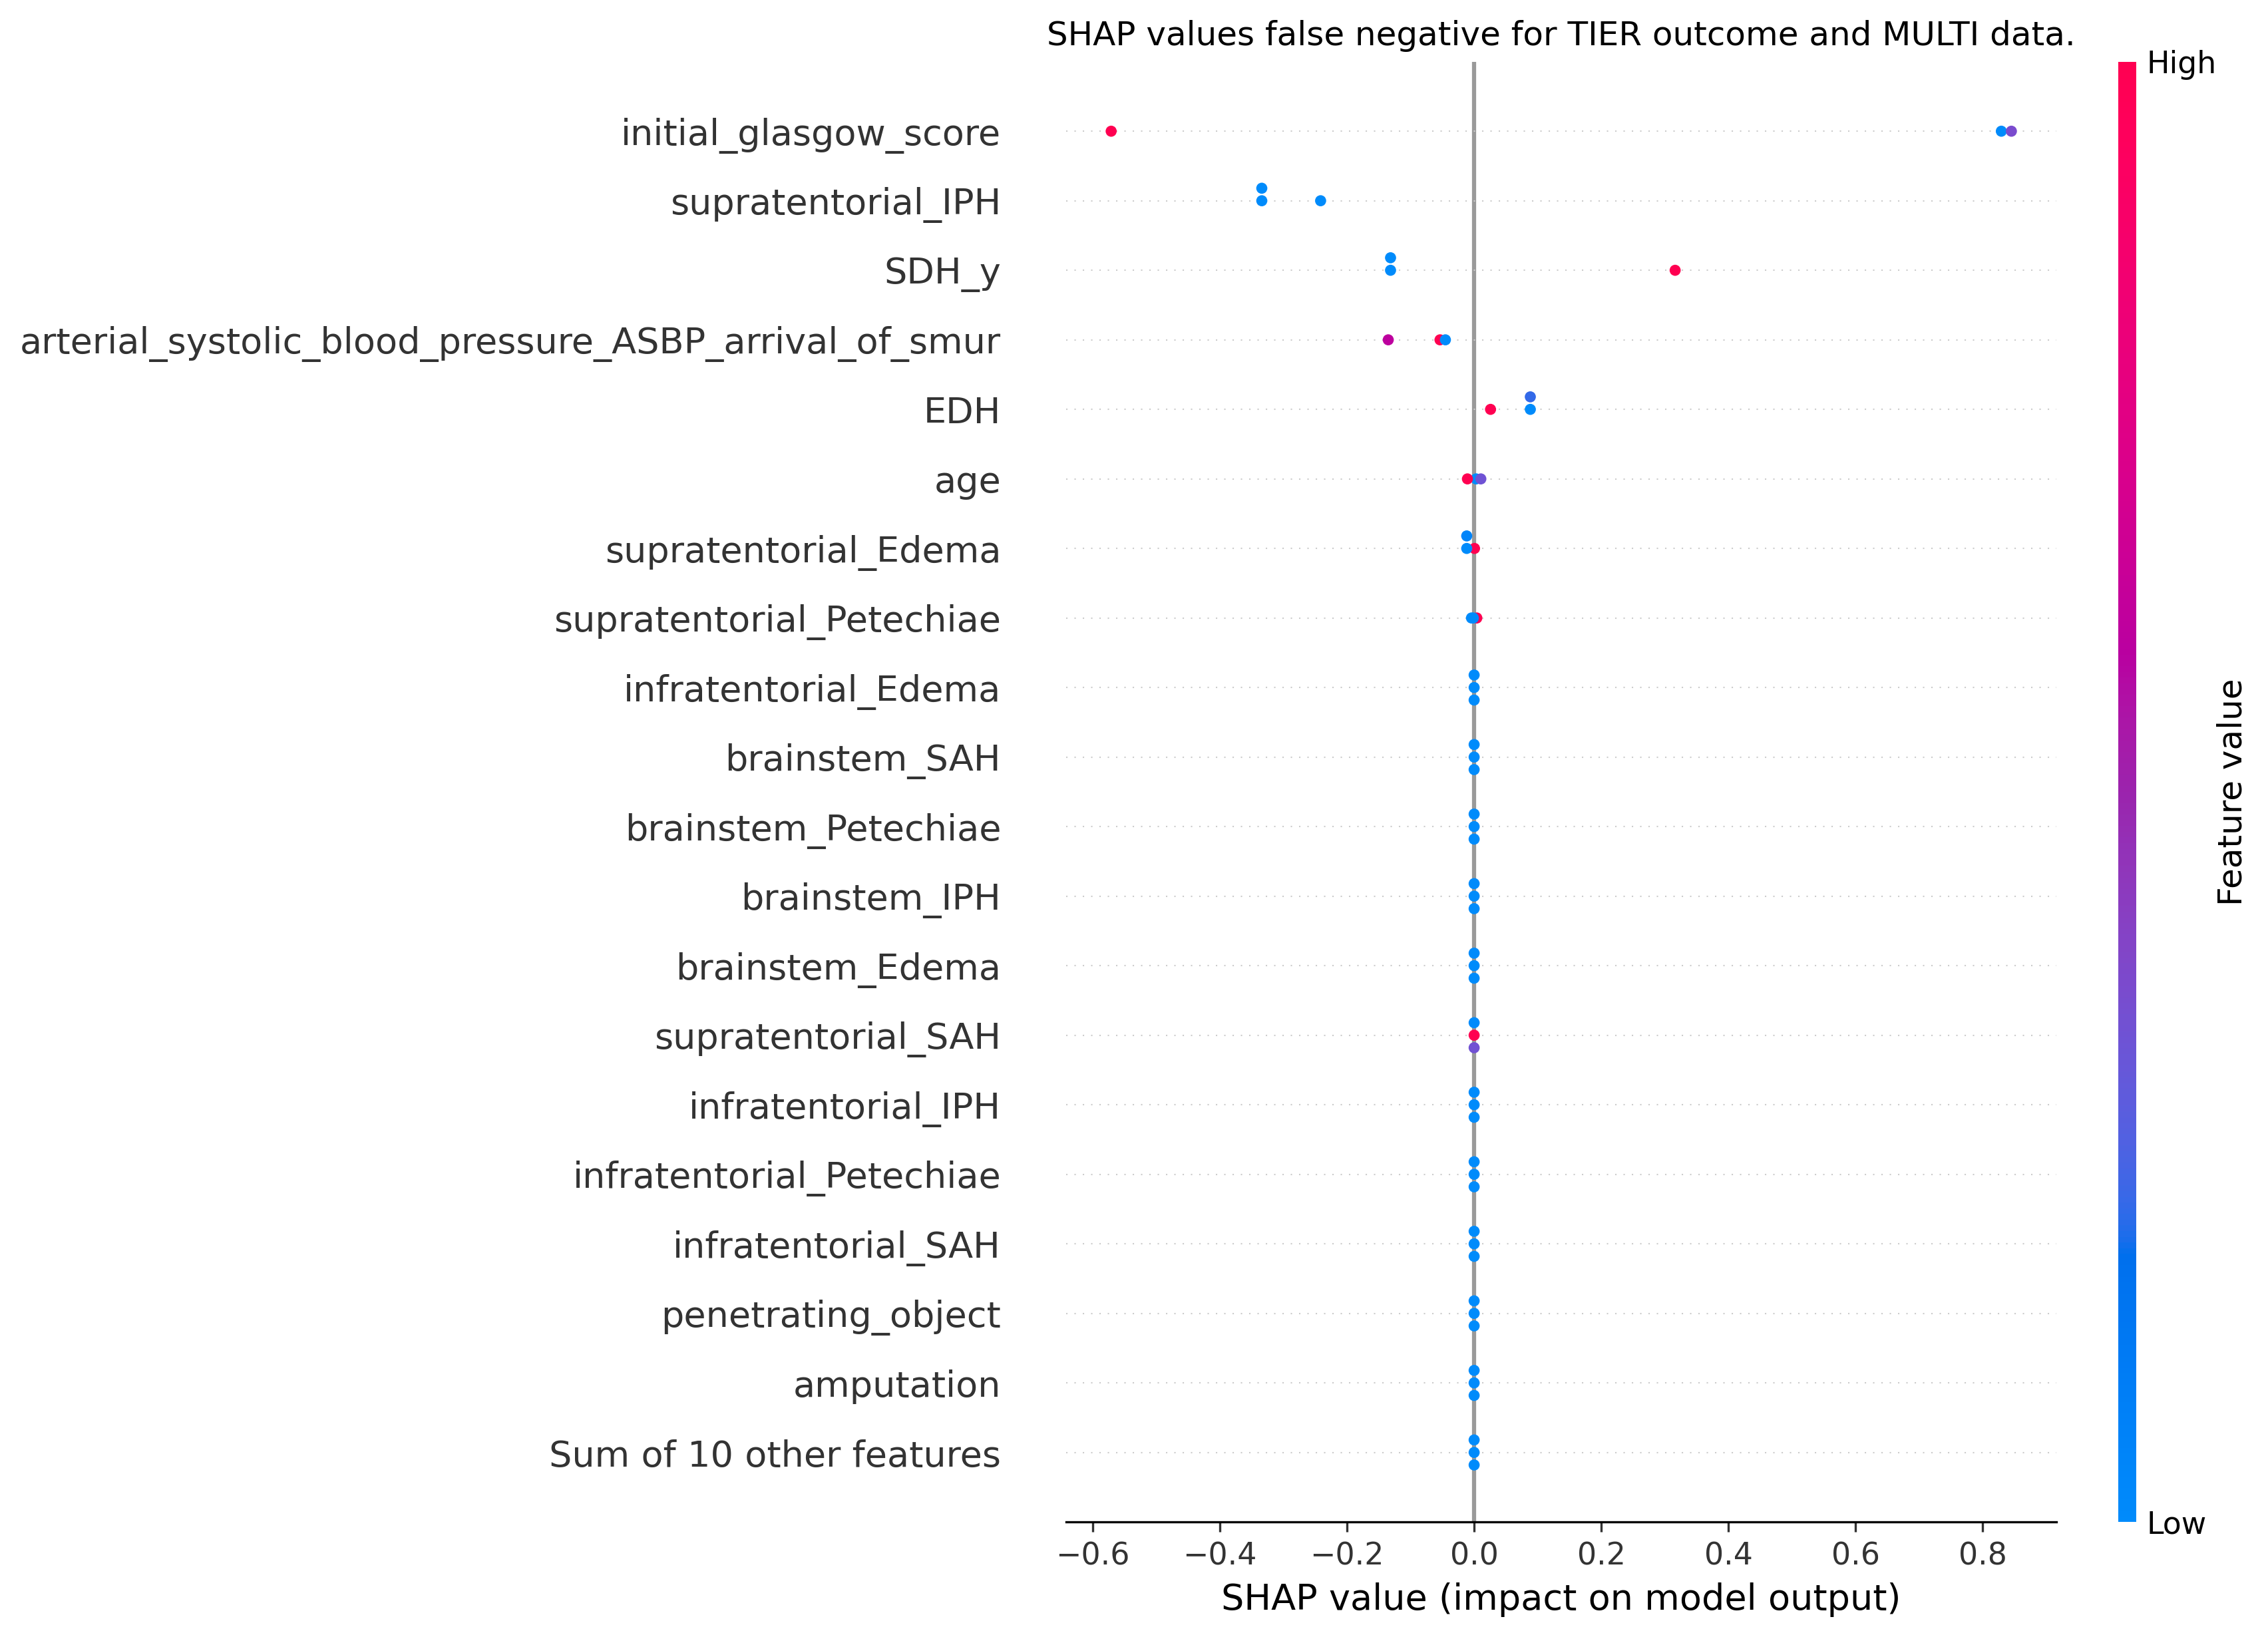 SHAP values false negative for TIER outcome and MULTI data.
High
initial_glasgow_score
supratentorial_IPH
SDH_y
arterial_systolic_blood_pressure_ASBP_arrival_of_smur
EDH
age
supratentorial_Edema
supratentorial_Petechiae
infratentorial_Edema
brainstem_SAH
brainstem_Petechiae
brainstem_IPH
brainstem_Edema
supratentorial_SAH
infratentorial_IPH
infratentorial_Petechiae
infratentorial_SAH
penetrating_object
amputation
Sum of 10 other features
Feature value
Low
−0.6 −0.4 −0.2 0.0 0.2 0.4 0.6 0.8
SHAP value (impact on model output)